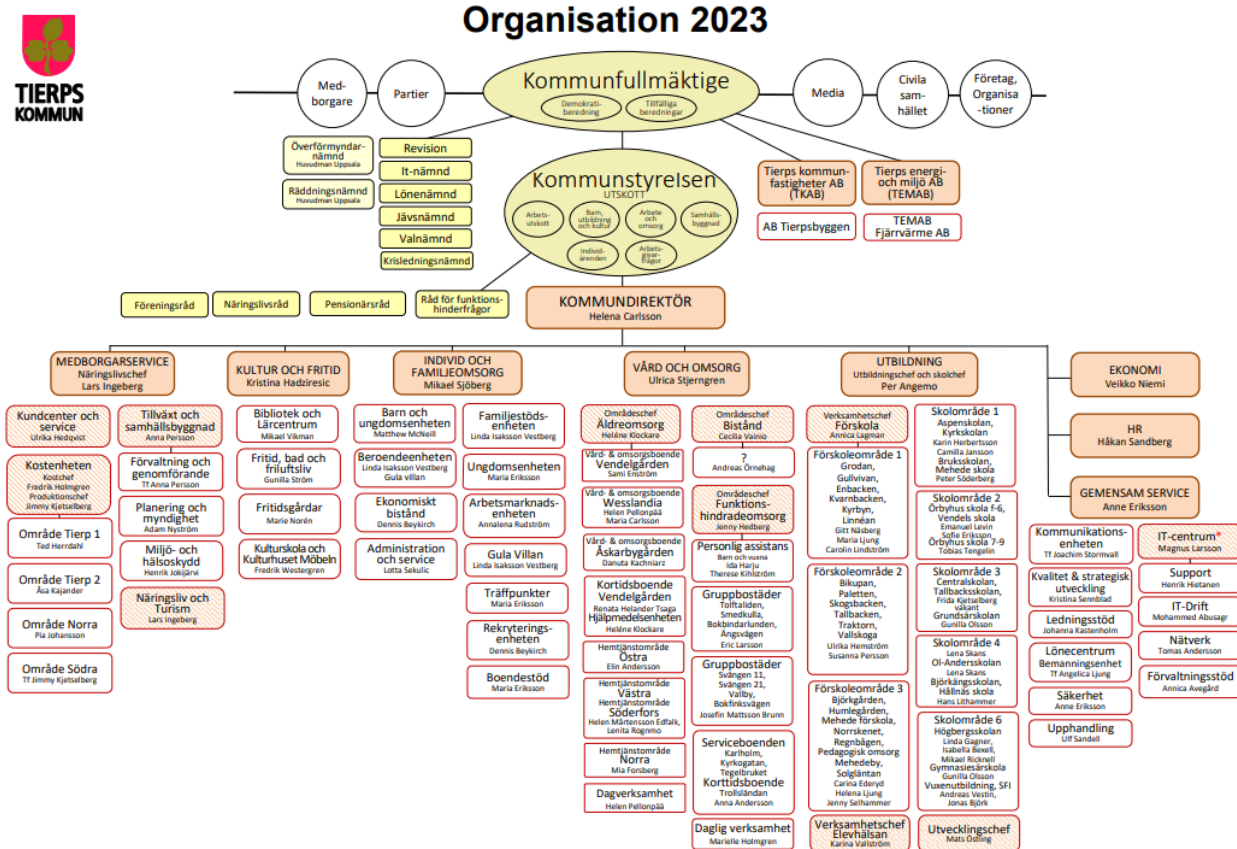 Organisation 2023
TIERPS
KOMMUN
Med-
borgare
Partier
Kommunfullmäktige
Demokrati-
beredning
Tillfälliga
beredningar
Media
Civila
sam-
hället
Företag,
Organisa
-tioner
Överförmyndar-
nämnd
Huvudman Uppsala
Räddningsnämnd
Huvudman Uppsala
Revision
It-nämnd
Lönenämnd
Jävsnämnd
Valnämnd
Krisledningsnämnd
Kommunstyrelsen
UTSKOTT
Arbets-
utskott
Barn,
utbildning
och kultur
Arbete
och
omsorg
Samhälls-
byggnad
Individ-
ärenden
Arbets-
givar-
frågor
Tierps kommun-
fastigheter AB
(TKAB)
Tierps energi-
och miljö AB
(TEMAB)
AB Tierpsbyggen
TEMAB
Fjärrvärme AB
Föreningsråd
Näringslivsråd
Pensionärsråd
Råd för funktions-
hinderfrågor
KOMMUNDIREKTÖR
Helena Carlsson
MEDBORGARSERVICE
Näringslivschef
Lars Ingeberg
Kundcenter och
service
Ulrika Hedqvist
Kostenheten
Kostchef
Fredrik Holmgren
Produktionschef
Jimmy Kjetselberg
Område Tierp 1
Ted Herrdahl
Område Tierp 2
Åsa Kajander
Område Norra
Pia Johansson
Område Södra
Tf Jimmy Kjetselberg
Tillväxt och
samhällsbyggnad
Anna Persson
Förvaltning och
genomförande
Tf Anna Persson
Planering och
myndighet
Adam Nyström
Miljö- och
hälsoskydd
Henrik Jokijärvi
Näringsliv och
Turism
Lars Ingeberg
KULTUR OCH FRITID
Kristina Hadziresic
Bibliotek och
Lärcentrum
Mikael Vikman
Fritid, bad och
friluftsliv
Gunilla Ström
Fritidsgårdar
Marie Norén
Kulturskola och
Kulturhuset Möbeln
Fredrik Westergren
INDIVID OCH
FAMILJEOMSORG
Mikael Sjöberg
Barn och
ungdomsenheten
Matthew McNeill
Beroendeenheten
Linda Isaksson Vestberg
Gula villan
Ekonomiskt
bistånd
Dennis Beykirch
Administration
och service
Lotta Sekulic
Familjestöds-
enheten
Linda Isaksson Vestberg
Ungdomsenheten
Maria Eriksson
Arbetsmarknads-
enheten
Annalena Rudström
Gula Villan
Linda Isaksson Vestberg
Träffpunkter
Maria Eriksson
Rekryterings-
enheten
Dennis Beykirch
Boendestöd
Maria Eriksson
VÅRD OCH OMSORG
Ulrica Stjerngren
Områdeschef
Äldreomsorg
Heléne Klockare
Vård- & omsorgsboende
Vendelgården
Sami Enström
Vård- & omsorgsboende
Wesslandia
Helen Pellonpää
Maria Carlsson
Vård- & omsorgsboende
Åskarbygården
Danuta Kachniarz
Kortidsboende
Vendelgården
Renata Helander Tsaga
Hjälpmedelsenheten
Heléne Klockare
Hemtjänstområde
Östra
Elin Andersson
Hemtjänstområde
Västra
Hemtjänstområde
Söderfors
Helen Mårtensson Edfalk,
Lenita Rognmo
Hemtjänstområde
Norra
Mia Forsberg
Dagverksamhet
Helen Pellonpää
Områdeschef
Bistånd
Cecilia Vainio
?
Andreas Örnehag
Områdeschef
Funktions-
hindradeomsorg
Jenny Hedberg
Personlig assistans
Barn och vuxna
Ida Harju
Therese Kihlström
Gruppbostäder
Tolftaliden,
Smedkulla,
Bokbindarlunden,
Ängsvägen
Eric Larsson
Gruppbostäder
Svängen 11,
Svängen 21,
Vallby,
Bokfinksvägen
Josefin Mattsson Brunn
Serviceboenden
Karlholm,
Kyrkogatan,
Tegelbruket
Korttidsboende
Trollsländan
Anna Andersson
Daglig verksamhet
Marielle Holmgren
UTBILDNING
Utbildningschef och skolchef
Per Angemo
Verksamhetschef
Förskola
Annica Lagman
Förskoleområde 1
Grodan,
Gullvivan,
Enbacken,
Kvarnbacken,
Kyrbyn,
Linnéan
Gitt Näsberg
Maria Ljung
Carolin Lindström
Förskoleområde 2
Bikupan,
Paletten,
Skogsbacken,
Tallbacken,
Traktorn,
Vallskoga
Ulrika Hemström
Susanna Persson
Förskoleområde 3
Björkgården,
Humlegården,
Mehede förskola,
Norrskenet,
Regnbågen,
Pedagogisk omsorg
Mehedeby,
Solgläntan
Carina Ederyd
Helena Ljung
Jenny Selhammer
Verksamhetschef
Elevhälsan
Karina Vallström
Skolområde 1
Aspenskolan,
Kyrkskolan
Karin Herbertsson
Camilla Jansson
Bruksskolan,
Mehede skola
Peter Söderberg
Skolområde 2
Örbyhus skola f-6,
Vendels skola
Emanuel Levin
Sofie Eriksson
Örbyhus skola 7-9
Tobias Tengelin
Skolområde 3
Centralskolan,
Tallbacksskolan,
Frida Kjetselberg
vakant
Grundsärskolan
Gunilla Olsson
Skolområde 4
Lena Skans
Ol-Andersskolan
Lena Skans
Björkängsskolan,
Hållnäs skola
Hans Lithammer
Skolområde 6
Högbergsskolan
Linda Gagner,
Isabella Bexell,
Mikael Ricknell
Gymnasiesärskola
Gunilla Olsson
Vuxenutbildning, SFI
Andreas Vestin,
Jonas Björk
Utvecklingschef
Mats Östling
EKONOMI
Veikko Niemi
HR
Håkan Sandberg
GEMENSAM SERVICE
Anne Eriksson
Kommunikations-
enheten
Tf Joachim Stormvall
Kvalitet & strategisk
utveckling
Kristina Sennblad
Ledningsstöd
Johanna Kastenholm
Lönecentrum
Bemanningsenhet
Tf Angelica Ljung
Säkerhet
Anne Eriksson
Upphandling
Ulf Sandell
IT-centrum*
Magnus Larsson
Support
Henrik Hietanen
IT-Drift
Mohammed Abusagr
Nätverk
Tomas Andersson
Förvaltningsstöd
Annica Avegård